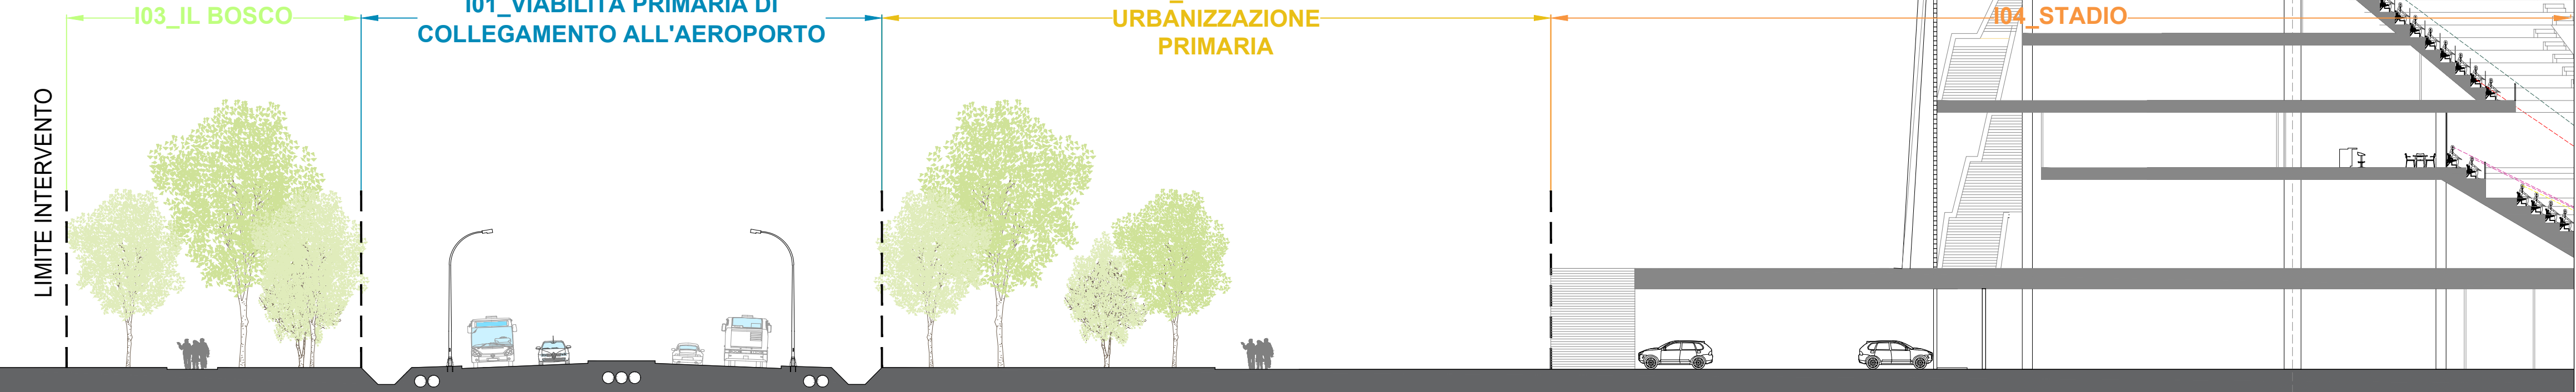 I03_IL BOSCO
I01_VIABILITÀ PRIMARIA DI
COLLEGAMENTO ALL'AEROPORTO
URBANIZZAZIONE
PRIMARIA
I04_STADIO
LIMITE INTERVENTO